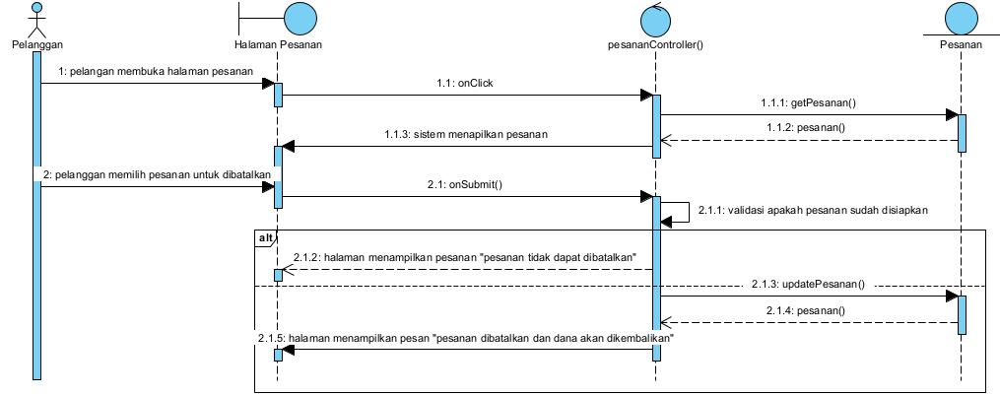 Pelanggan
Halaman Pesanan
pesananController()
Pesanan
1: pelangan membuka halaman pesanan
1.1: onClick
1.1.1: getPesanan()
1.1.2: pesanan()
1.1.3: sistem menapilkan pesanan
2: pelanggan memilih pesanan untuk dibatalkan
2.1: onSubmit()
2.1.1: validasi apakah pesanan sudah disiapkan
alt
2.1.2: halaman menampilkan pesanan "pesanan tidak dapat dibatalkan"
2.1.3: updatePesanan()
2.1.4: pesanan()
2.1.5: halaman menampilkan pesan "pesanan dibatalkan dan dana akan dikembalikan"